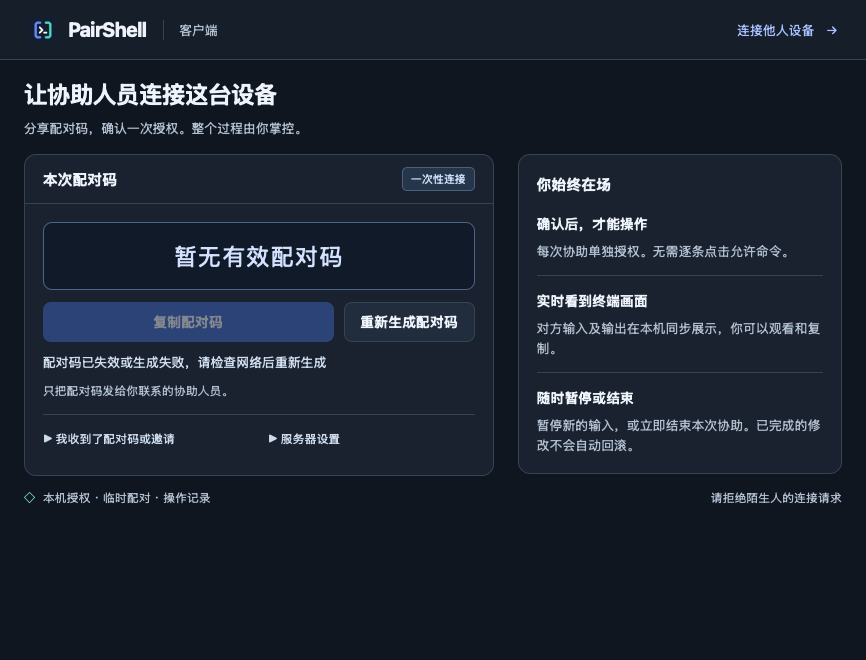 PairShell
客户端
连接他人设备 →
让协助人员连接这台设备
分享配对码，确认一次授权。整个过程由你掌控。
本次配对码
一次性连接
暂无有效配对码
复制配对码
重新生成配对码
配对码已失效或生成失败，请检查网络后重新生成
只把配对码发给你联系的协助人员。
▶ 我收到了配对码或邀请
▶ 服务器设置
你始终在场
确认后，才能操作
每次协助单独授权。无需逐条点击允许命令。
实时看到终端画面
对方输入及输出在本机同步展示，你可以观看和复
制。
随时暂停或结束
暂停新的输入，或立即结束本次协助。已完成的修
改不会自动回滚。
◇ 本机授权 · 临时配对 · 操作记录
请拒绝陌生人的连接请求